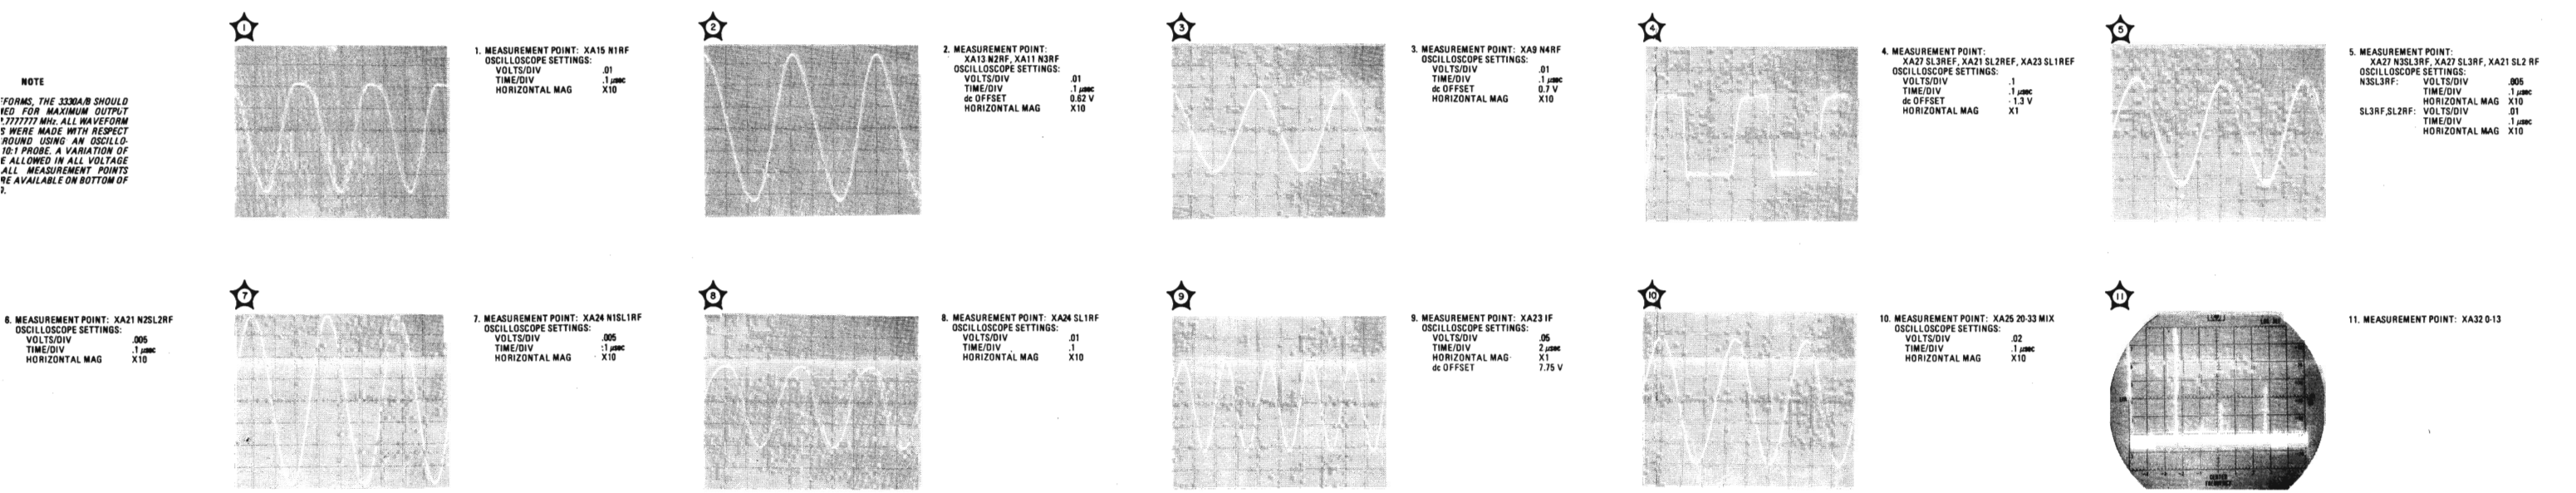 NOTE
FORMS, THE 3330A/B SHOULD
FOR MAXIMUM OUTPUT
.7777777 MHz. ALL WAVEFORM
S WERE MADE WITH RESPECT
ROUND USING AN OSCILLO-
10:1 PROBE. A VARIATION OF
E ALLOWED IN ALL VOLTAGE
ALL MEASUREMENT POINTS
RE AVAILABLE ON BOTTOM OF
1
1. MEASUREMENT POINT: XA15 N1RF
OSCILLOSCOPE SETTINGS:
VOLTS/DIV .01
TIME/DIV .1 µsec
HORIZONTAL MAG X10
2
2. MEASUREMENT POINT:
XA13 N2RF, XA11 N3RF
OSCILLOSCOPE SETTINGS:
VOLTS/DIV .01
TIME/DIV .1 µsec
dc OFFSET 0.62 V
HORIZONTAL MAG X10
3
3. MEASUREMENT POINT: XA9 N4RF
OSCILLOSCOPE SETTINGS:
VOLTS/DIV .01
TIME/DIV .1 µsec
dc OFFSET 0.7 V
HORIZONTAL MAG X10
4
4. MEASUREMENT POINT:
XA27 SL3REF, XA21 SL2REF, XA23 SL1REF
OSCILLOSCOPE SETTINGS:
VOLTS/DIV .1
TIME/DIV .1 µsec
dc OFFSET -1.3 V
HORIZONTAL MAG X1
5
5. MEASUREMENT POINT:
XA27 N3SL3RF, XA27 SL3RF, XA21 SL2 RF
OSCILLOSCOPE SETTINGS:
N3SL3RF: VOLTS/DIV .005
TIME/DIV .1 µsec
HORIZONTAL MAG X10
SL3RF,SL2RF: VOLTS/DIV .01
TIME/DIV .1 µsec
HORIZONTAL MAG X10
6. MEASUREMENT POINT: XA21 N2SL2RF
OSCILLOSCOPE SETTINGS:
VOLTS/DIV .005
TIME/DIV .1 µsec
HORIZONTAL MAG X10
7
7. MEASUREMENT POINT: XA24 N1SL1RF
OSCILLOSCOPE SETTINGS:
VOLTS/DIV .005
TIME/DIV .1 µsec
HORIZONTAL MAG X10
8
8. MEASUREMENT POINT: XA24 SL1RF
OSCILLOSCOPE SETTINGS:
VOLTS/DIV .01
TIME/DIV .1
HORIZONTAL MAG X10
9
9. MEASUREMENT POINT: XA23 IF
OSCILLOSCOPE SETTINGS:
VOLTS/DIV .05
TIME/DIV 2 µsec
HORIZONTAL MAG X1
dc OFFSET 7.75 V
10
10. MEASUREMENT POINT: XA25 20-33 MIX
OSCILLOSCOPE SETTINGS:
VOLTS/DIV .02
TIME/DIV .1 µsec
HORIZONTAL MAG X10
11
CENTER
FREQUENCY
11. MEASUREMENT POINT: XA32 0-13